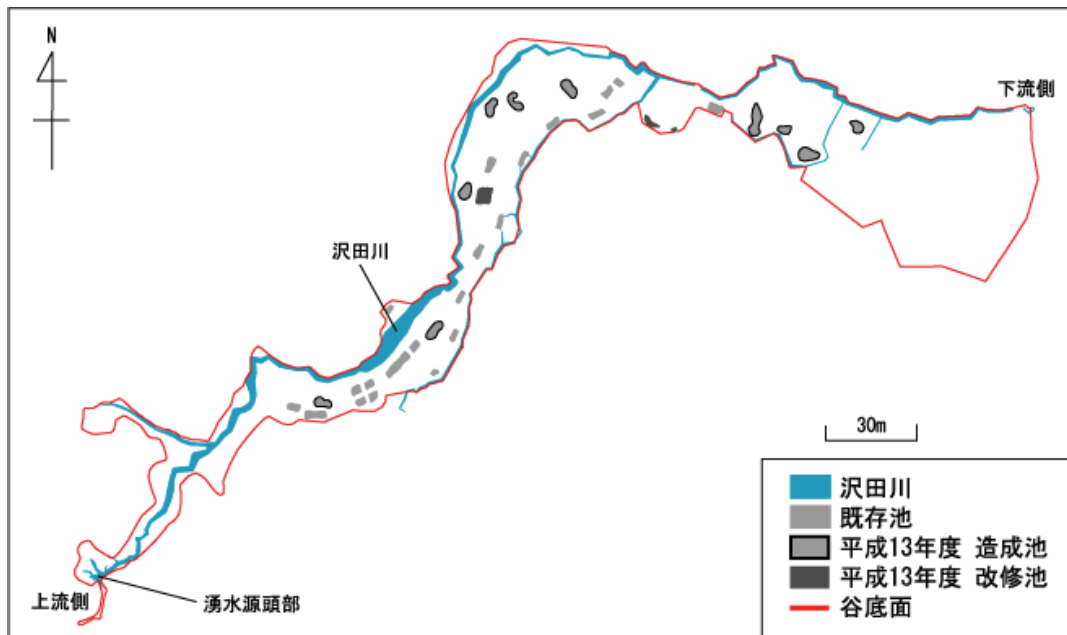 N
下流側
沢田川
30m
上流側
湧水源頭部
沢田川
既存池
平成13年度 造成池
平成13年度 改修池
谷底面